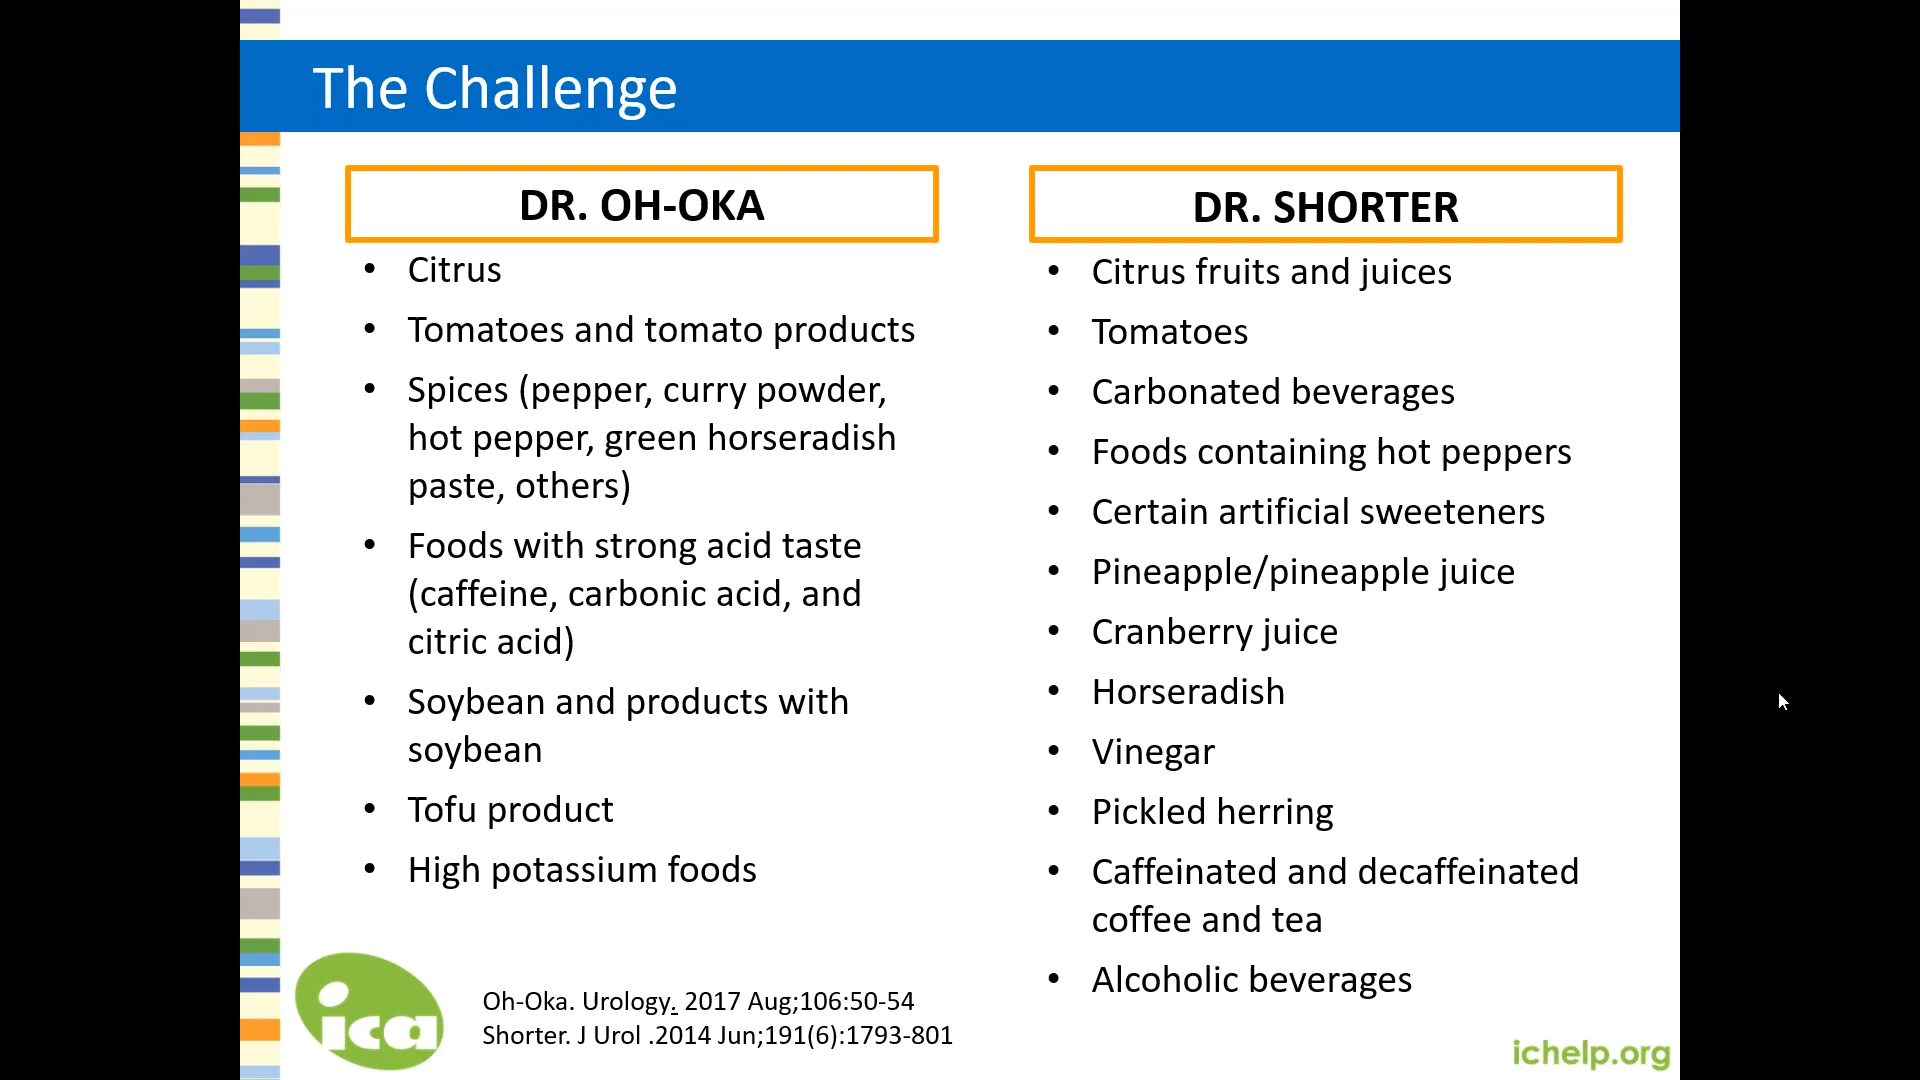 The Challenge
DR. OH-OKA
• Citrus
• Tomatoes and tomato products
• Spices (pepper, curry powder,
hot pepper, green horseradish
paste, others)
• Foods with strong acid taste
(caffeine, carbonic acid, and
citric acid)
• Soybean and products with
soybean
• Tofu product
• High potassium foods
DR. SHORTER
• Citrus fruits and juices
• Tomatoes
• Carbonated beverages
• Foods containing hot peppers
• Certain artificial sweeteners
• Pineapple/pineapple juice
• Cranberry juice
• Horseradish
• Vinegar
• Pickled herring
• Caffeinated and decaffeinated
coffee and tea
• Alcoholic beverages
ica
Oh-Oka. Urology. 2017 Aug;106:50-54
Shorter. J Urol .2014 Jun;191(6):1793-801
ichelp.org